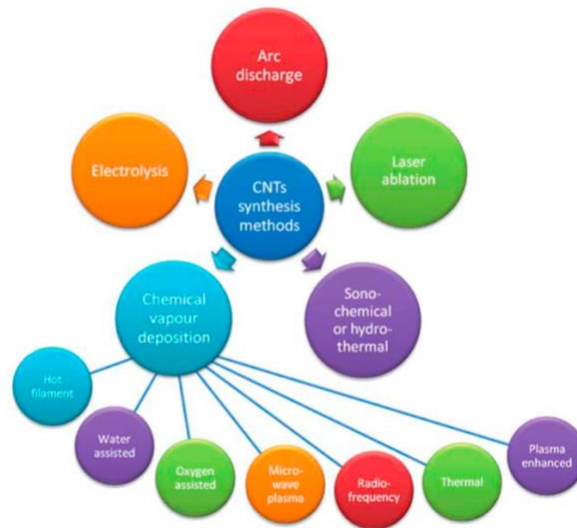 Arc
discharge
Electrolysis
Laser
ablation
CNTs
synthesis
methods
Chemical
vapour
deposition
Sono-
chemical
or hydro-
thermal
Hot
filament
Water
assisted
Oxygen
assisted
Micro-
wave
plasma
Radio-
frequency
Thermal
Plasma
enhanced